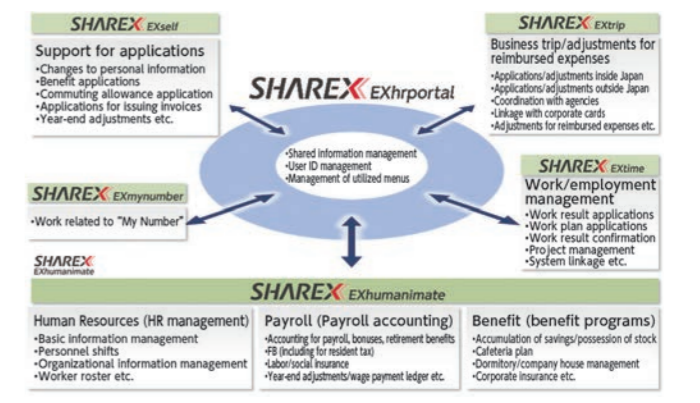 SHAREX EXself
Support for applications
•Changes to personal information
•Benefit applications
•Commuting allowance application
•Applications for issuing invoices
•Year-end adjustments etc.
SHAREX EXtrip
Business trip/adjustments for
reimbursed expenses
•Applications/adjustments inside Japan
•Applications/adjustments outside Japan
•Coordination with agencies
•Linkage with corporate cards
•Adjustments for reimbursed expenses etc.
SHAREX EXhrportal
•Shared information management
•User ID management
•Management of utilized menus
SHAREX EXmynumber
•Work related to "My Number"
SHAREX EXtime
Work/employment
management
•Work result applications
•Work plan applications
•Work result confirmation
•Project management
•System linkage etc.
SHAREX
EXhumanimate
SHAREX EXhumanimate
Human Resources (HR management)
•Basic information management
•Personnel shifts
•Organizational information management
•Worker roster etc.
Payroll (Payroll accounting)
•Accounting for payroll, bonuses, retirement benefits
•FB (including for resident tax)
•Labor/social insurance
•Year-end adjustments/wage payment ledger etc.
Benefit (benefit programs)
•Accumulation of savings/possession of stock
•Cafeteria plan
•Dormitory/company house management
•Corporate insurance etc.